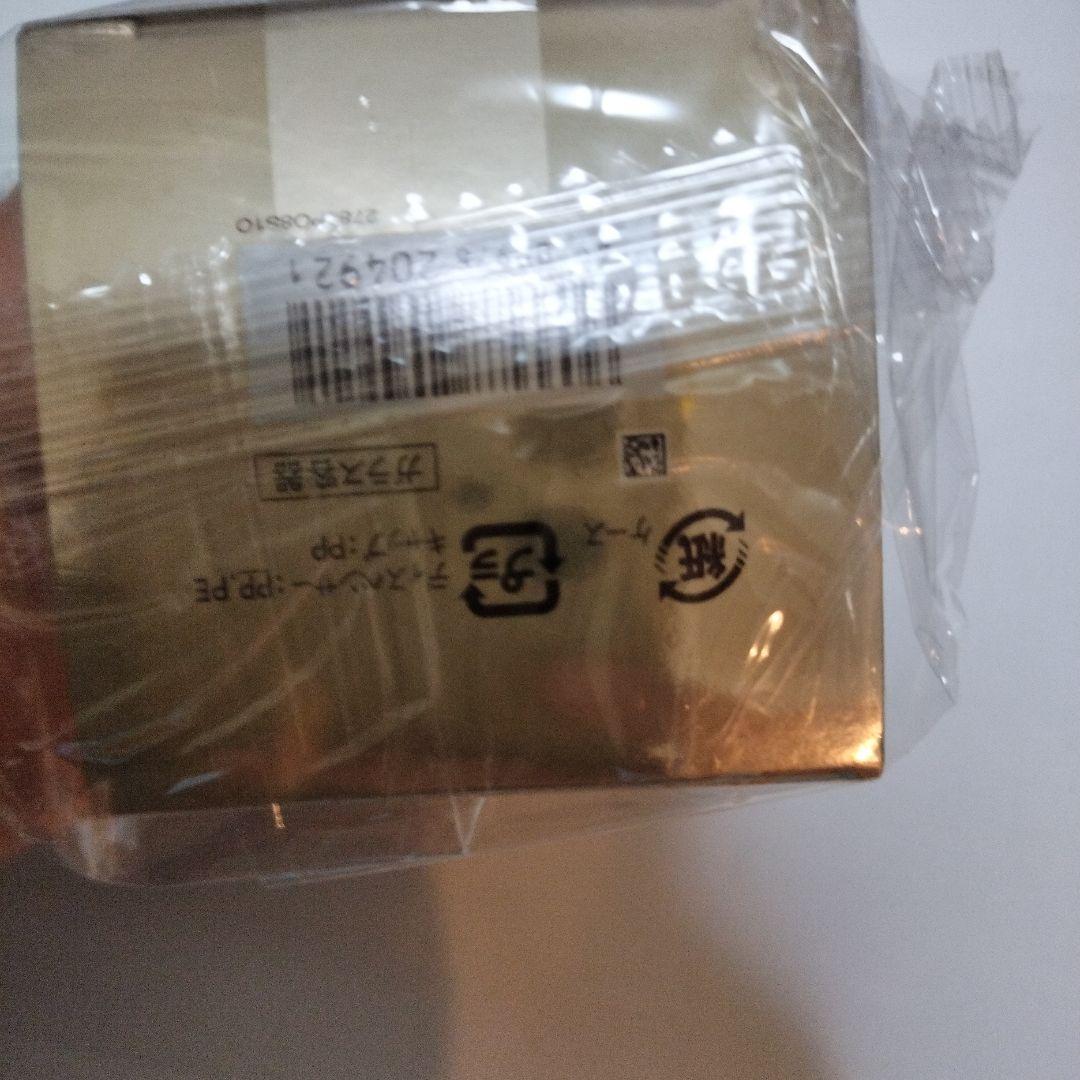 ディスペンサー:PP,PE
キャップ:PP
プラ
紙
ケース
ガラス容器
204921